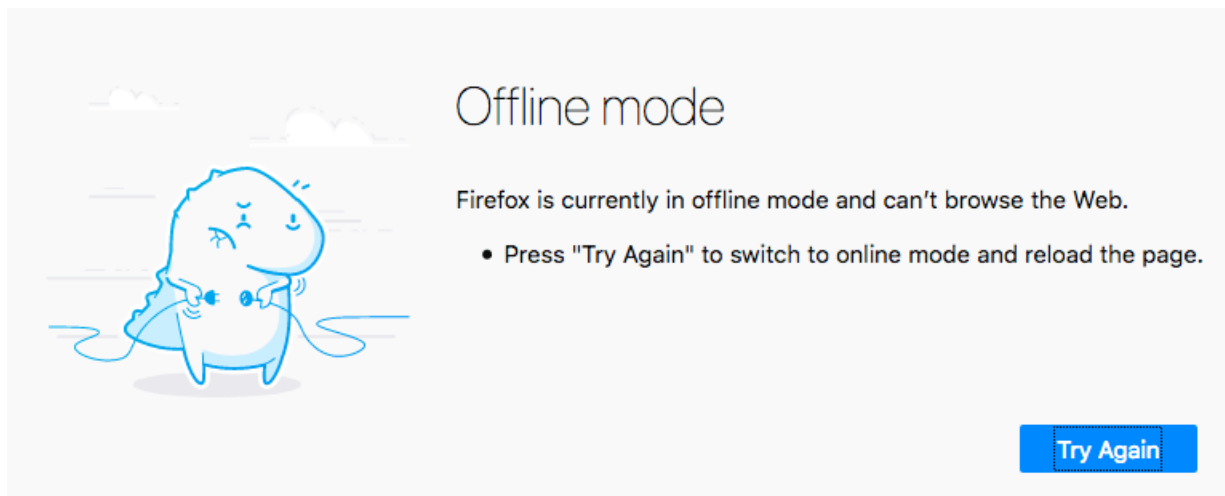 Offline mode
Firefox is currently in offline mode and can’t browse the Web.
• Press "Try Again" to switch to online mode and reload the page.
Try Again